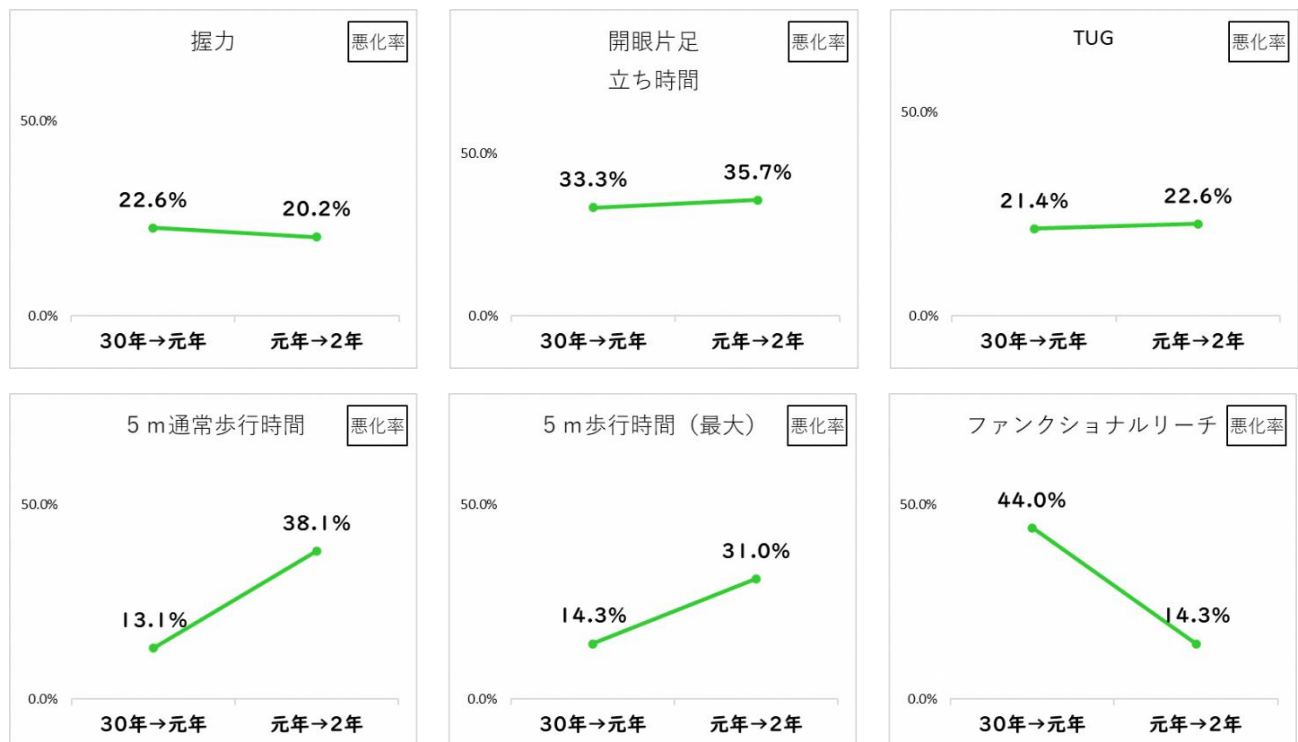 握力
悪化率
50.0%
22.6%
20.2%
0.0%
30年→元年
元年→2年
開眼片足
立ち時間
悪化率
50.0%
33.3%
35.7%
0.0%
30年→元年
元年→2年
TUG
悪化率
50.0%
21.4%
22.6%
0.0%
30年→元年
元年→2年
5ｍ通常歩行時間
悪化率
50.0%
38.1%
13.1%
0.0%
30年→元年
元年→2年
5ｍ歩行時間（最大）
悪化率
50.0%
31.0%
14.3%
0.0%
30年→元年
元年→2年
ファンクショナルリーチ
悪化率
50.0%
44.0%
14.3%
0.0%
30年→元年
元年→2年